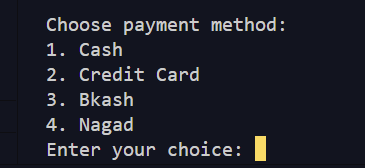 Choose payment method:
1. Cash
2. Credit Card
3. Bkash
4. Nagad
Enter your choice: